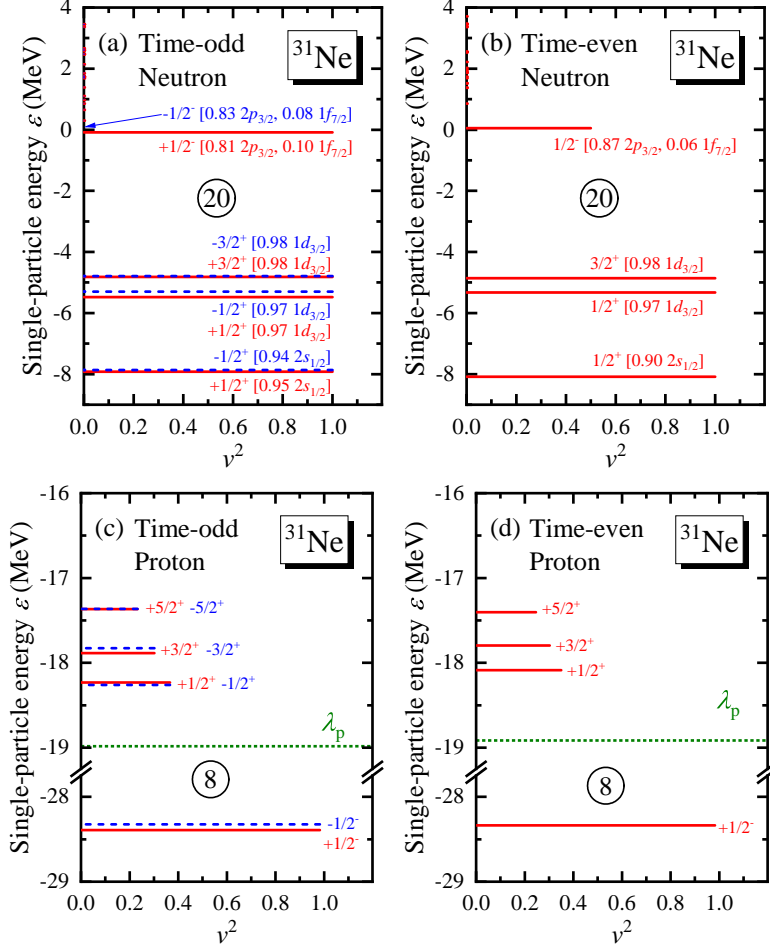 (a) Time-odd Neutron ³¹Ne
Single-particle energy ε (MeV)
4
2
0
-2
-4
-6
-8
-1/2⁻ [0.83 2p₃/₂, 0.08 1f₇/₂]
+1/2⁻ [0.81 2p₃/₂, 0.10 1f₇/₂]
20
-3/2⁺ [0.98 1d₃/₂]
+3/2⁺ [0.98 1d₃/₂]
-1/2⁺ [0.97 1d₃/₂]
+1/2⁺ [0.97 1d₃/₂]
-1/2⁺ [0.94 2s₁/₂]
+1/2⁺ [0.95 2s₁/₂]
0.0 0.2 0.4 0.6 0.8 1.0
v²
(b) Time-even Neutron ³¹Ne
Single-particle energy ε (MeV)
4
2
0
-2
-4
-6
-8
1/2⁻ [0.87 2p₃/₂, 0.06 1f₇/₂]
20
3/2⁺ [0.98 1d₃/₂]
1/2⁺ [0.97 1d₃/₂]
1/2⁺ [0.90 2s₁/₂]
0.0 0.2 0.4 0.6 0.8 1.0
v²
(c) Time-odd Proton ³¹Ne
Single-particle energy ε (MeV)
-16
-17
-18
-19
-28
-29
+5/2⁺ -5/2⁺
+3/2⁺ -3/2⁺
+1/2⁺ -1/2⁺
λp
8
-1/2⁻
+1/2⁻
0.0 0.2 0.4 0.6 0.8 1.0
v²
(d) Time-even Proton ³¹Ne
Single-particle energy ε (MeV)
-16
-17
-18
-19
-28
-29
+5/2⁺
+3/2⁺
+1/2⁺
λp
8
+1/2⁻
0.0 0.2 0.4 0.6 0.8 1.0
v²